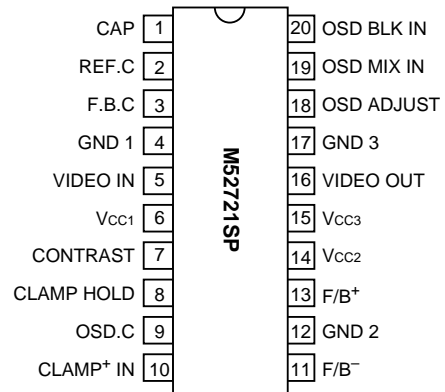 CAP 1 20 OSD BLK IN
REF.C 2 19 OSD MIX IN
F.B.C 3 18 OSD ADJUST
GND 1 4 17 GND 3
VIDEO IN 5 16 VIDEO OUT
VCC1 6 15 VCC3
CONTRAST 7 14 VCC2
CLAMP HOLD 8 13 F/B+
OSD.C 9 12 GND 2
CLAMP+ IN 10 11 F/B−
M52721SP